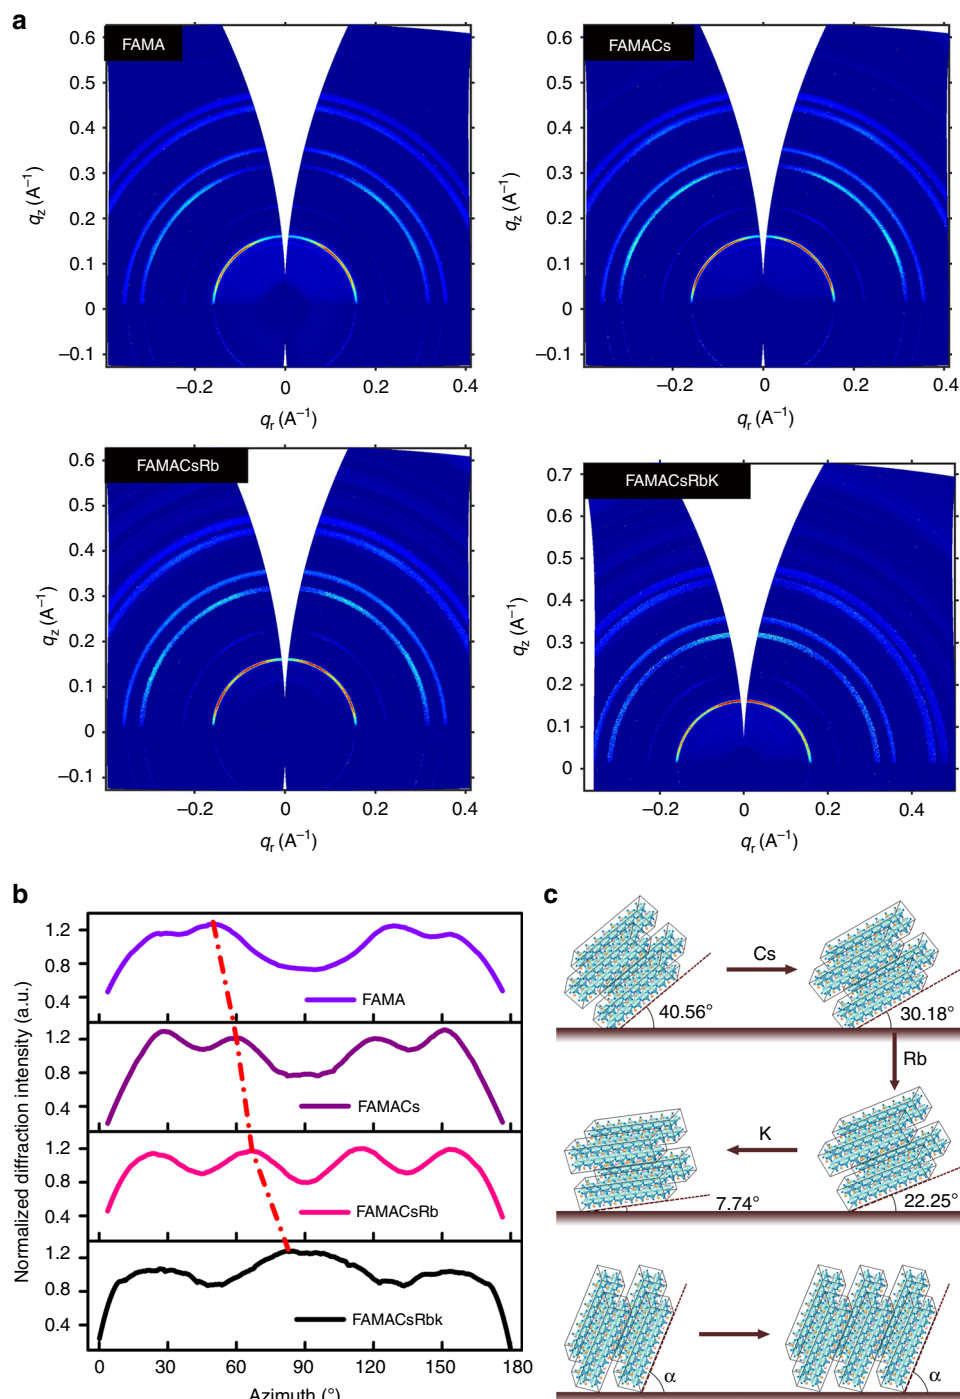 a
FAMA
0.6
0.5
0.4
0.3
0.2
0.1
0
–0.1
qz (A−1)
–0.2
0
0.2
0.4
qr (A−1)
FAMACs
0.6
0.5
0.4
0.3
0.2
0.1
0
–0.1
qz (A−1)
–0.2
0
0.2
0.4
qr (A−1)
FAMACsRb
0.6
0.5
0.4
0.3
0.2
0.1
0
–0.1
qz (A−1)
–0.2
0
0.2
0.4
qr (A−1)
FAMACsRbK
0.7
0.6
0.5
0.4
0.3
0.2
0.1
0
qz (A−1)
–0.2
0
0.2
0.4
qr (A−1)
b
Normalized diffraction intensity (a.u.)
1.2
0.8
0.4
FAMA
1.2
0.8
0.4
FAMACs
1.2
0.8
0.4
FAMACsRb
1.2
0.8
0.4
FAMACsRbk
0
30
60
90
120
150
180
Azimuth (°)
c
Cs
40.56°
30.18°
Rb
K
7.74°
22.25°
α
α